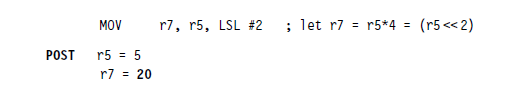 MOV r7, r5, LSL #2 ; let r7 = r5*4 = (r5<<2)
POST r5 = 5
r7 = 20